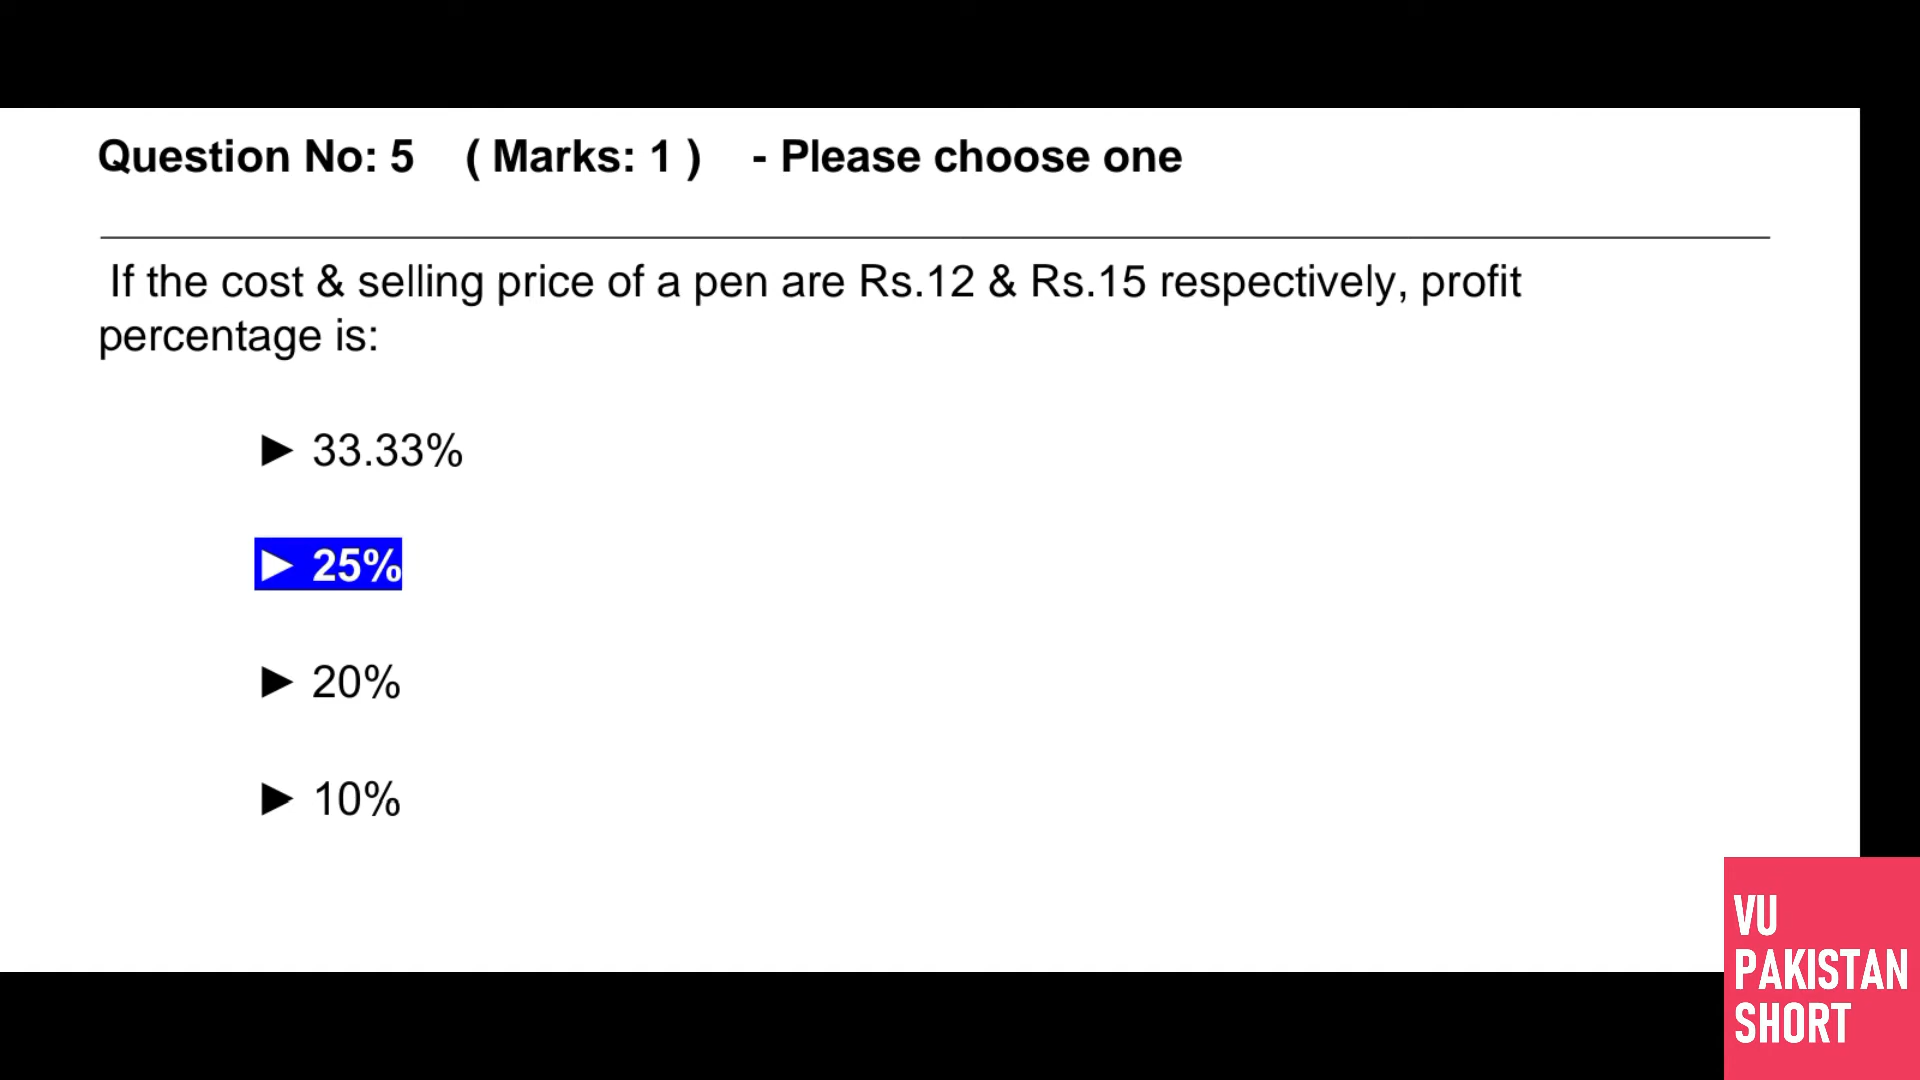 Question No: 5 ( Marks: 1 ) - Please choose one
If the cost & selling price of a pen are Rs.12 & Rs.15 respectively, profit
percentage is:
► 33.33%
► 25%
► 20%
► 10%
VU
PAKISTAN
SHORT